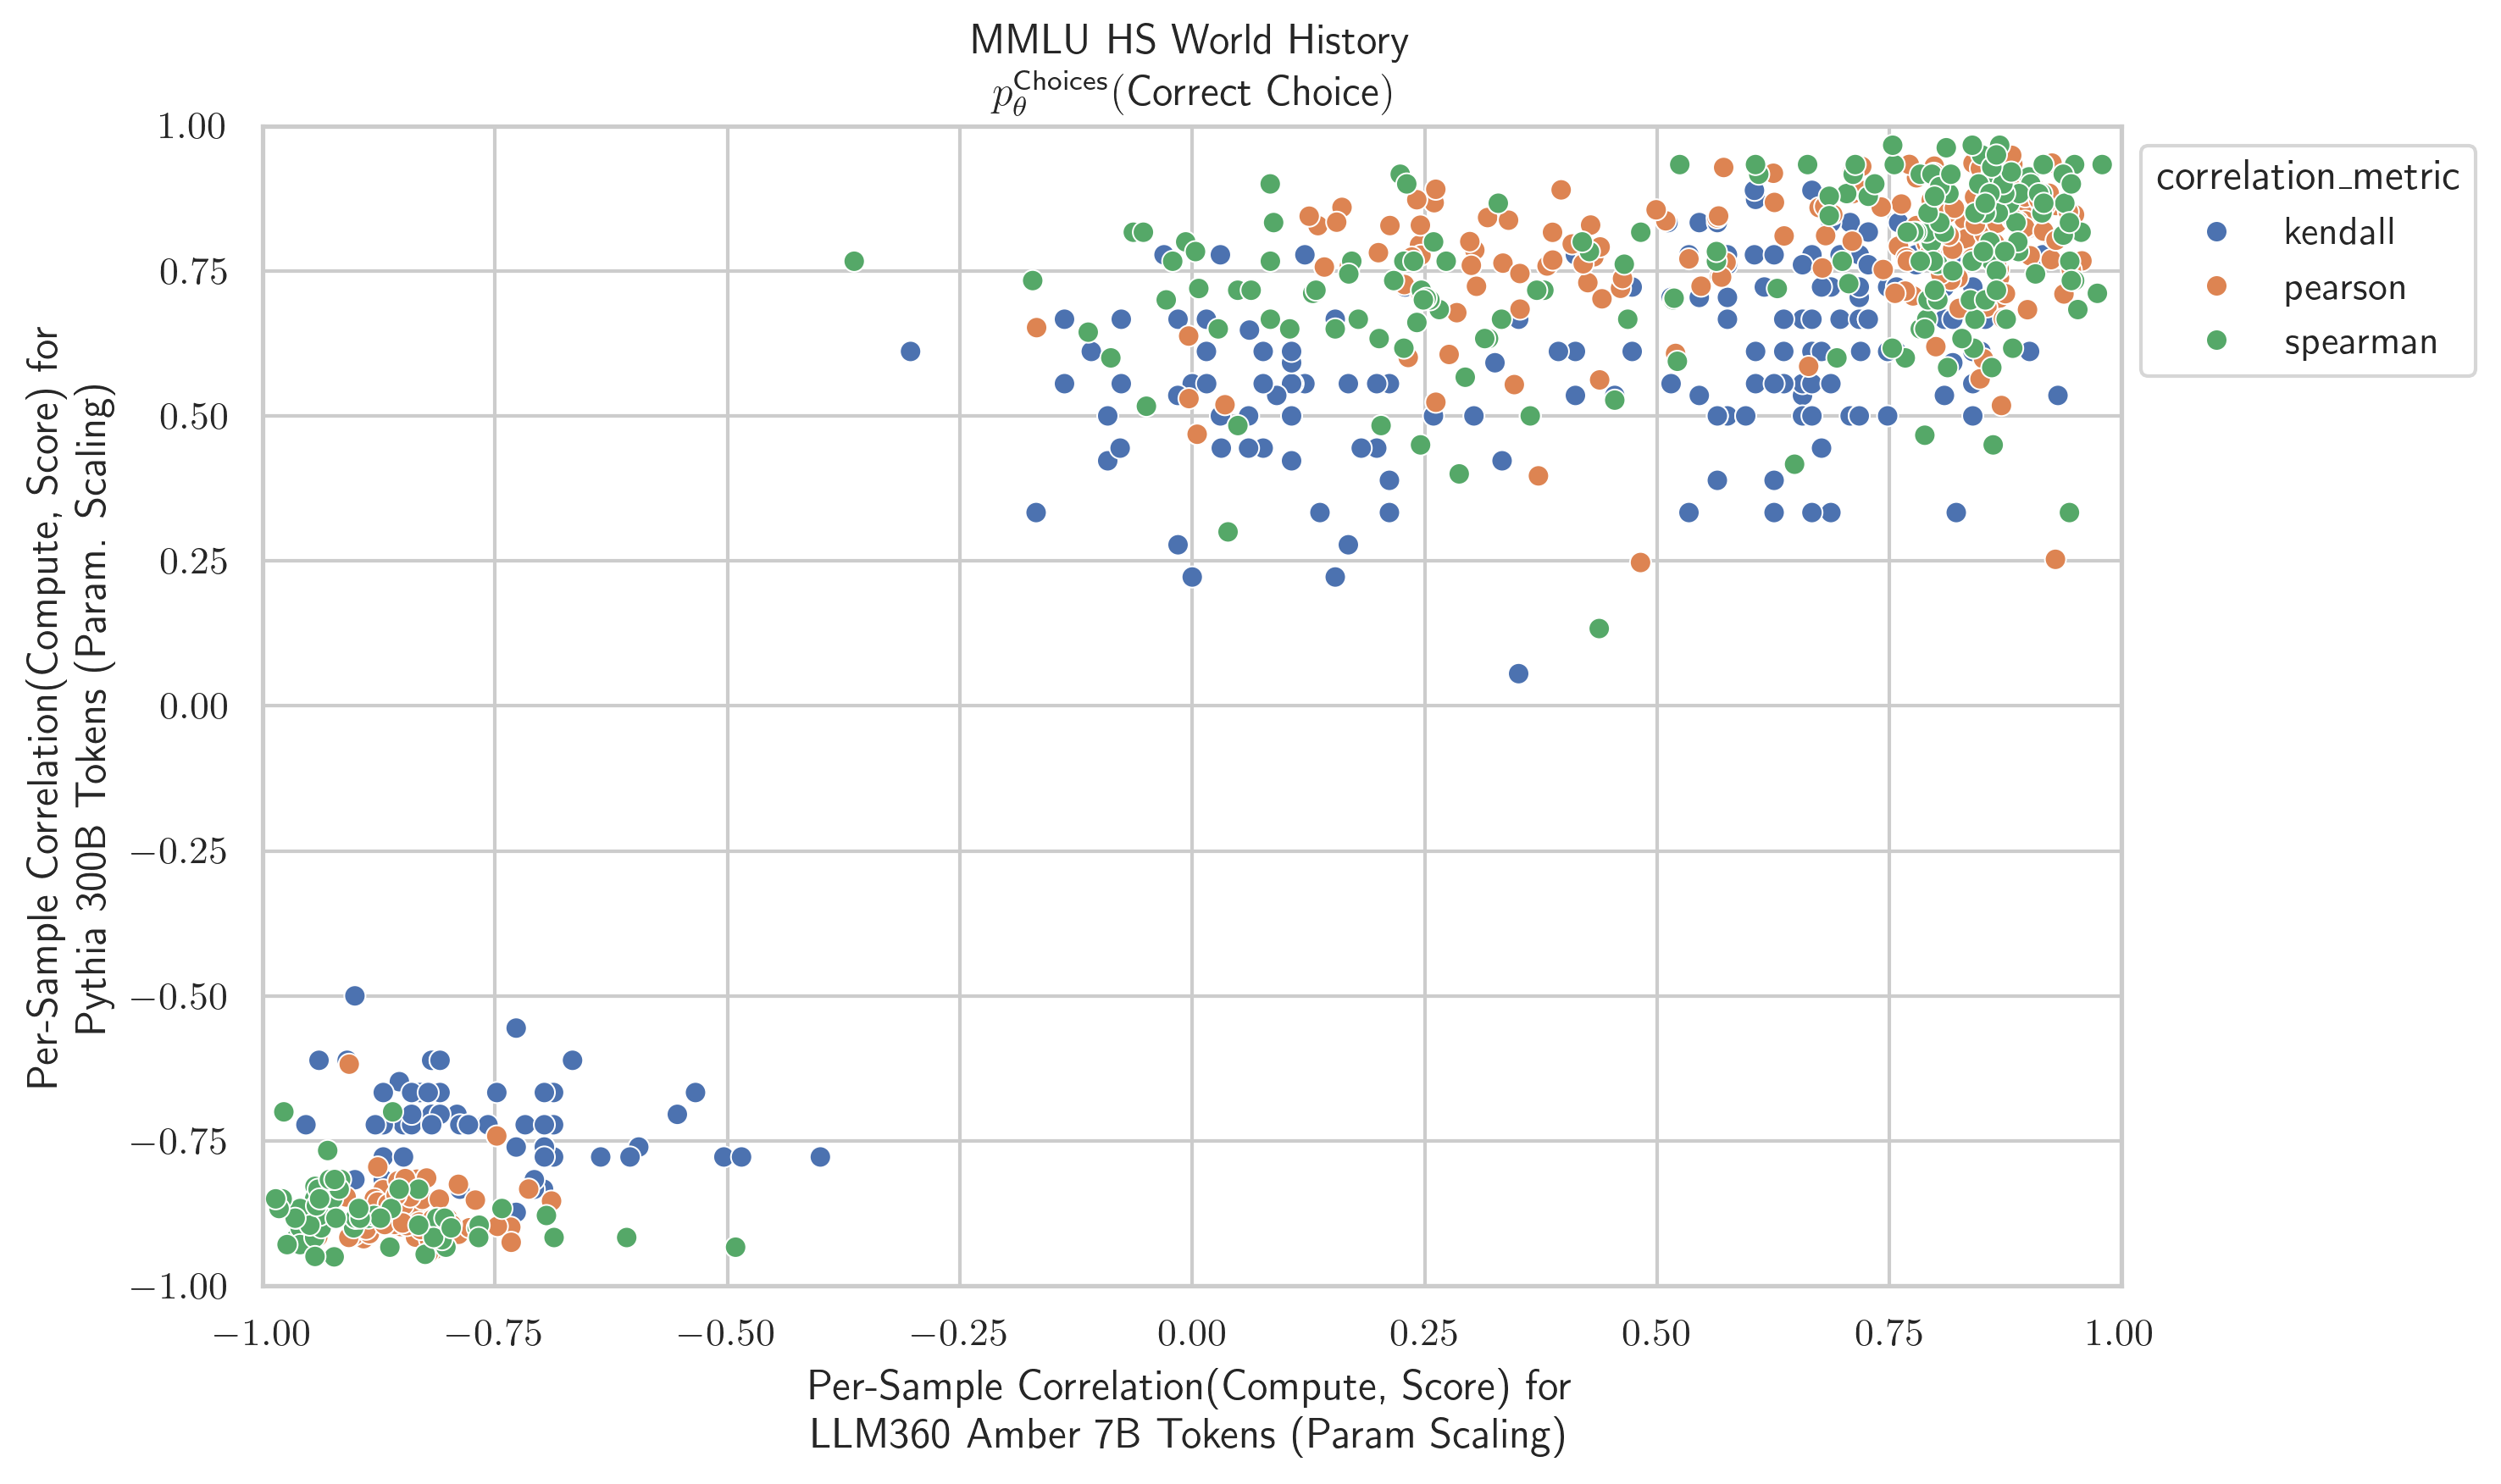 MMLU HS World History
p_θ^Choices(Correct Choice)
Per-Sample Correlation(Compute, Score) for
Pythia 300B Tokens (Param. Scaling)
1.00
0.75
0.50
0.25
0.00
−0.25
−0.50
−0.75
−1.00
−1.00 −0.75 −0.50 −0.25 0.00 0.25 0.50 0.75 1.00
Per-Sample Correlation(Compute, Score) for
LLM360 Amber 7B Tokens (Param Scaling)
correlation_metric
kendall
pearson
spearman